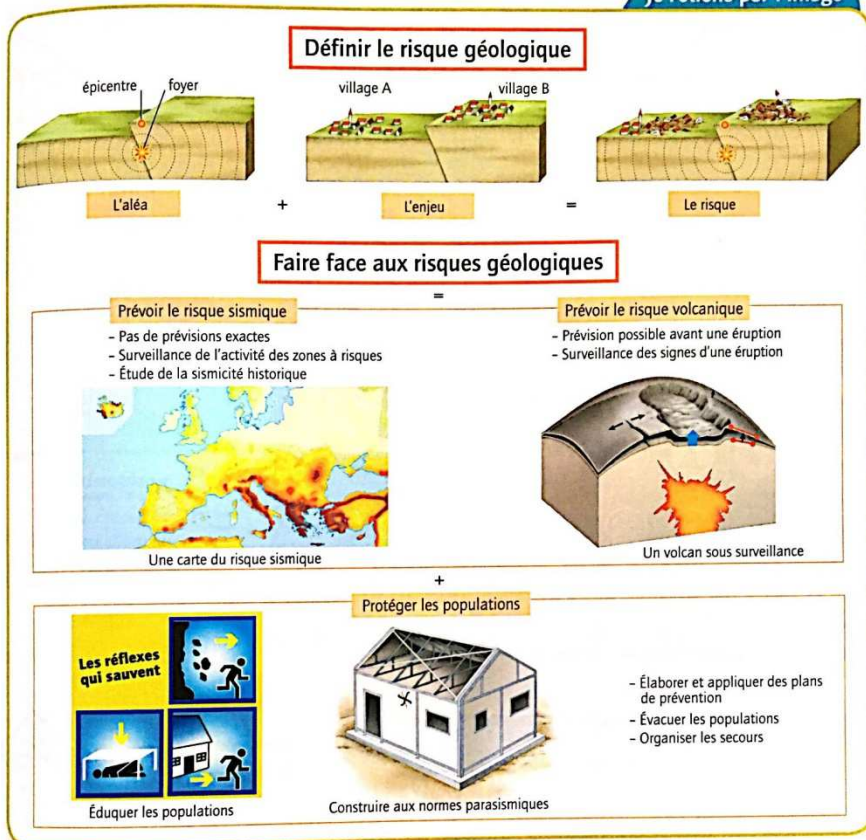 Je retiens par l'image
Définir le risque géologique
épicentre foyer
village A village B
L'aléa + L'enjeu = Le risque
Faire face aux risques géologiques
=
Prévoir le risque sismique
- Pas de prévisions exactes
- Surveillance de l'activité des zones à risques
- Étude de la sismicité historique
Une carte du risque sismique
Prévoir le risque volcanique
- Prévision possible avant une éruption
- Surveillance des signes d'une éruption
Un volcan sous surveillance
+
Protéger les populations
Les réflexes
qui sauvent
Éduquer les populations
Construire aux normes parasismiques
- Élaborer et appliquer des plans
de prévention
- Évacuer les populations
- Organiser les secours